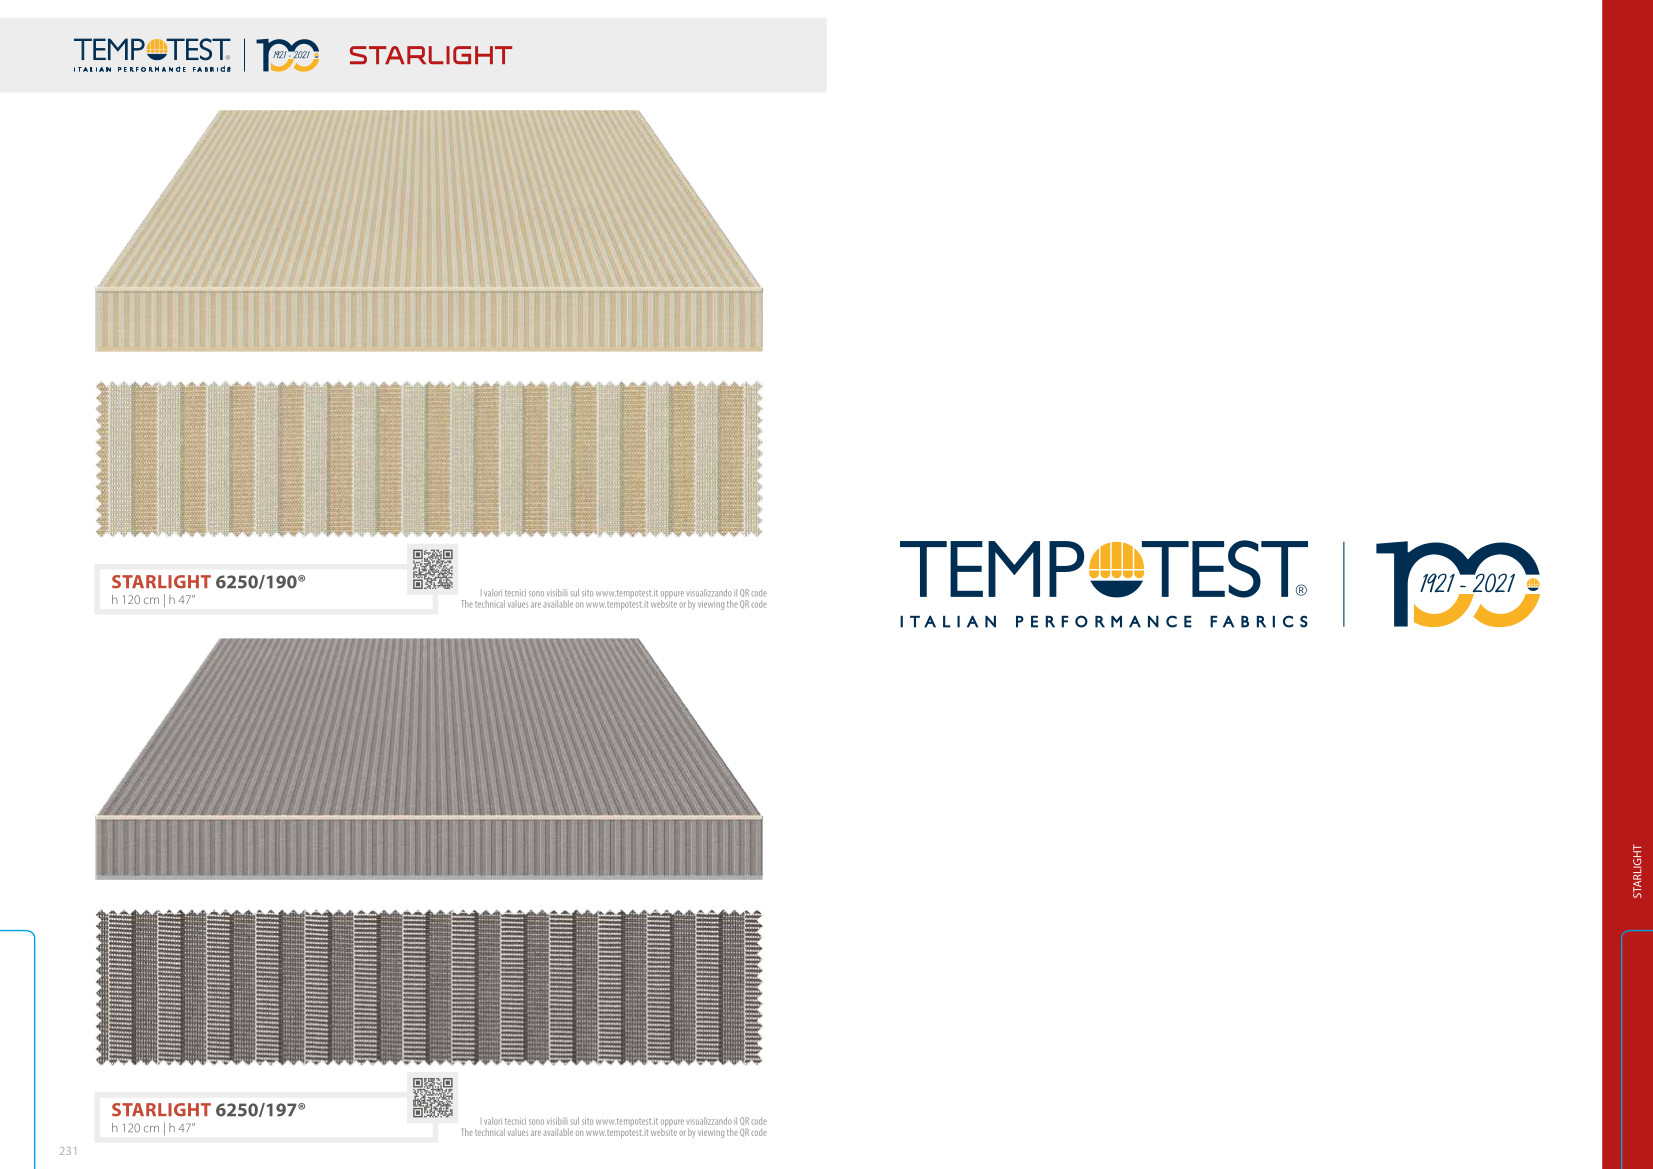 TEMPOTEST®
ITALIAN PERFORMANCE FABRICS
1921 - 2021
STARLIGHT
STARLIGHT 6250/190®
h 120 cm | h 47”
I valori tecnici sono visibili sul sito www.tempotest.it oppure visualizzando il QR code
The technical values are available on www.tempotest.it website or by viewing the QR code
STARLIGHT 6250/197®
h 120 cm | h 47”
I valori tecnici sono visibili sul sito www.tempotest.it oppure visualizzando il QR code
The technical values are available on www.tempotest.it website or by viewing the QR code
231
TEMPOTEST®
ITALIAN PERFORMANCE FABRICS
100
1921 - 2021
STARLIGHT